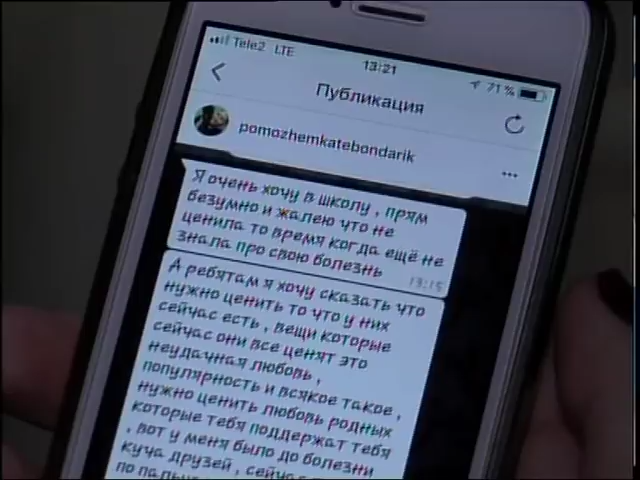 Tele2 LTE 13:21 71%
Публикация
pomozhemkatebondarik
Я очень хочу в школу , прям
безумно и жалею что не
ценила то время когда ещё не
знала про свою болезнь
13:15
А ребятам я хочу сказать что
нужно ценить то что у них
сейчас есть , вещи которые
сейчас они все ценят это
неудачная любовь ,
популярность и всякое такое ,
нужно ценить любовь родных
которые тебя поддержат тебя
, вот у меня было до болезни
куча друзей , сейчас
по